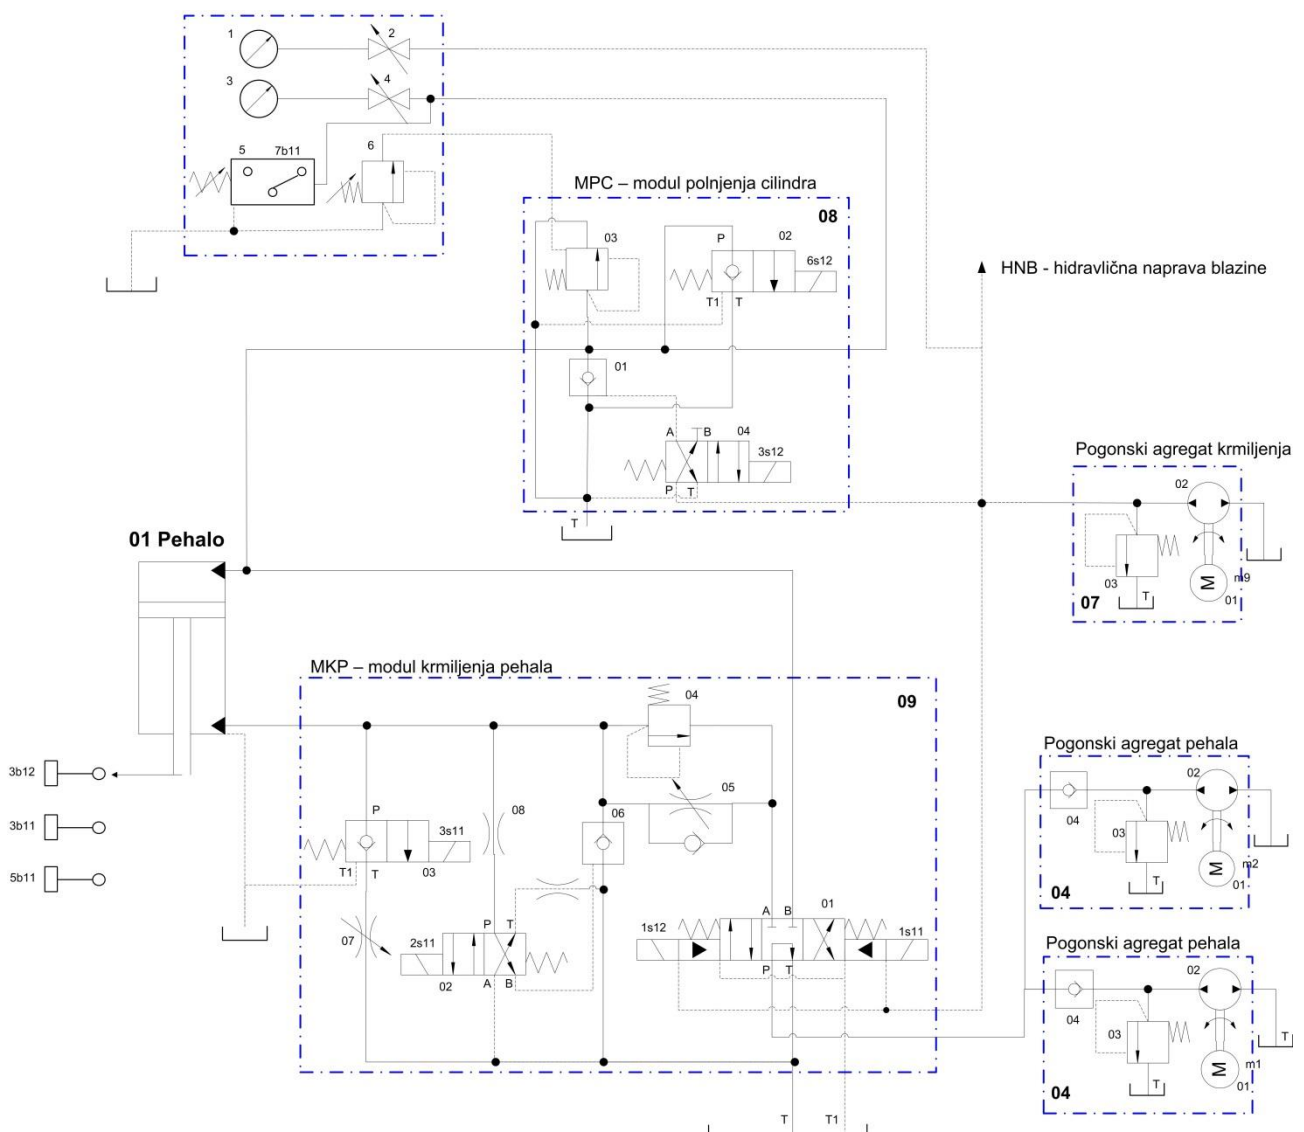 1
2
3
4
5
7b11
6
MPC – modul polnjenja cilindra
08
03
P
02
6s12
T1
T
HNB - hidravlična naprava blazine
01
A
B
04
3s12
P
T
T
Pogonski agregat krmiljenja
02
03
T
M
m9
01
07
01 Pehalo
MKP – modul krmiljenja pehala
04
09
3b12
3b11
5b11
P
3s11
T1
T
03
08
06
05
07
P
T
2s11
02
A
B
A
B
01
1s12
1s11
P
T
Pogonski agregat pehala
02
04
03
T
M
m2
01
04
Pogonski agregat pehala
02
04
03
T
M
m1
01
T
04
T
T1